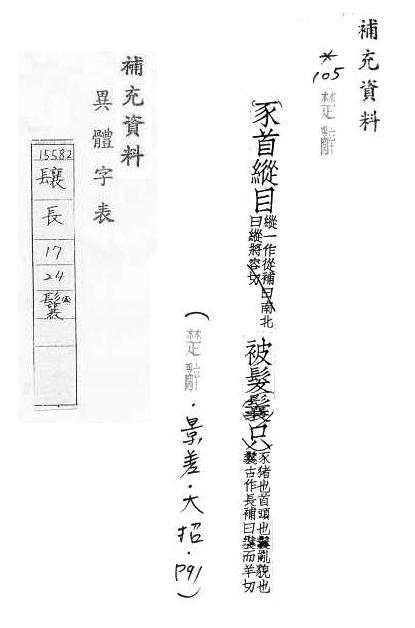 補充資料
*105
楚辭
豕首縱目
縱一作從補曰南北
曰縱將容切
被髮鬤只
豕猪也首頭也鬤亂貌也
鬤古作長補曰鬤而羊切
(楚辭·景差·大招·P91)
補充資料
異體字表
15582
長
17
24
鬤